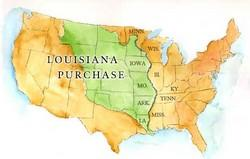 MINN.
WIS.
LOUISIANA
PURCHASE
IOWA
Ill.
MO.
KY.
ARK.
TENN.
LA
MISS.